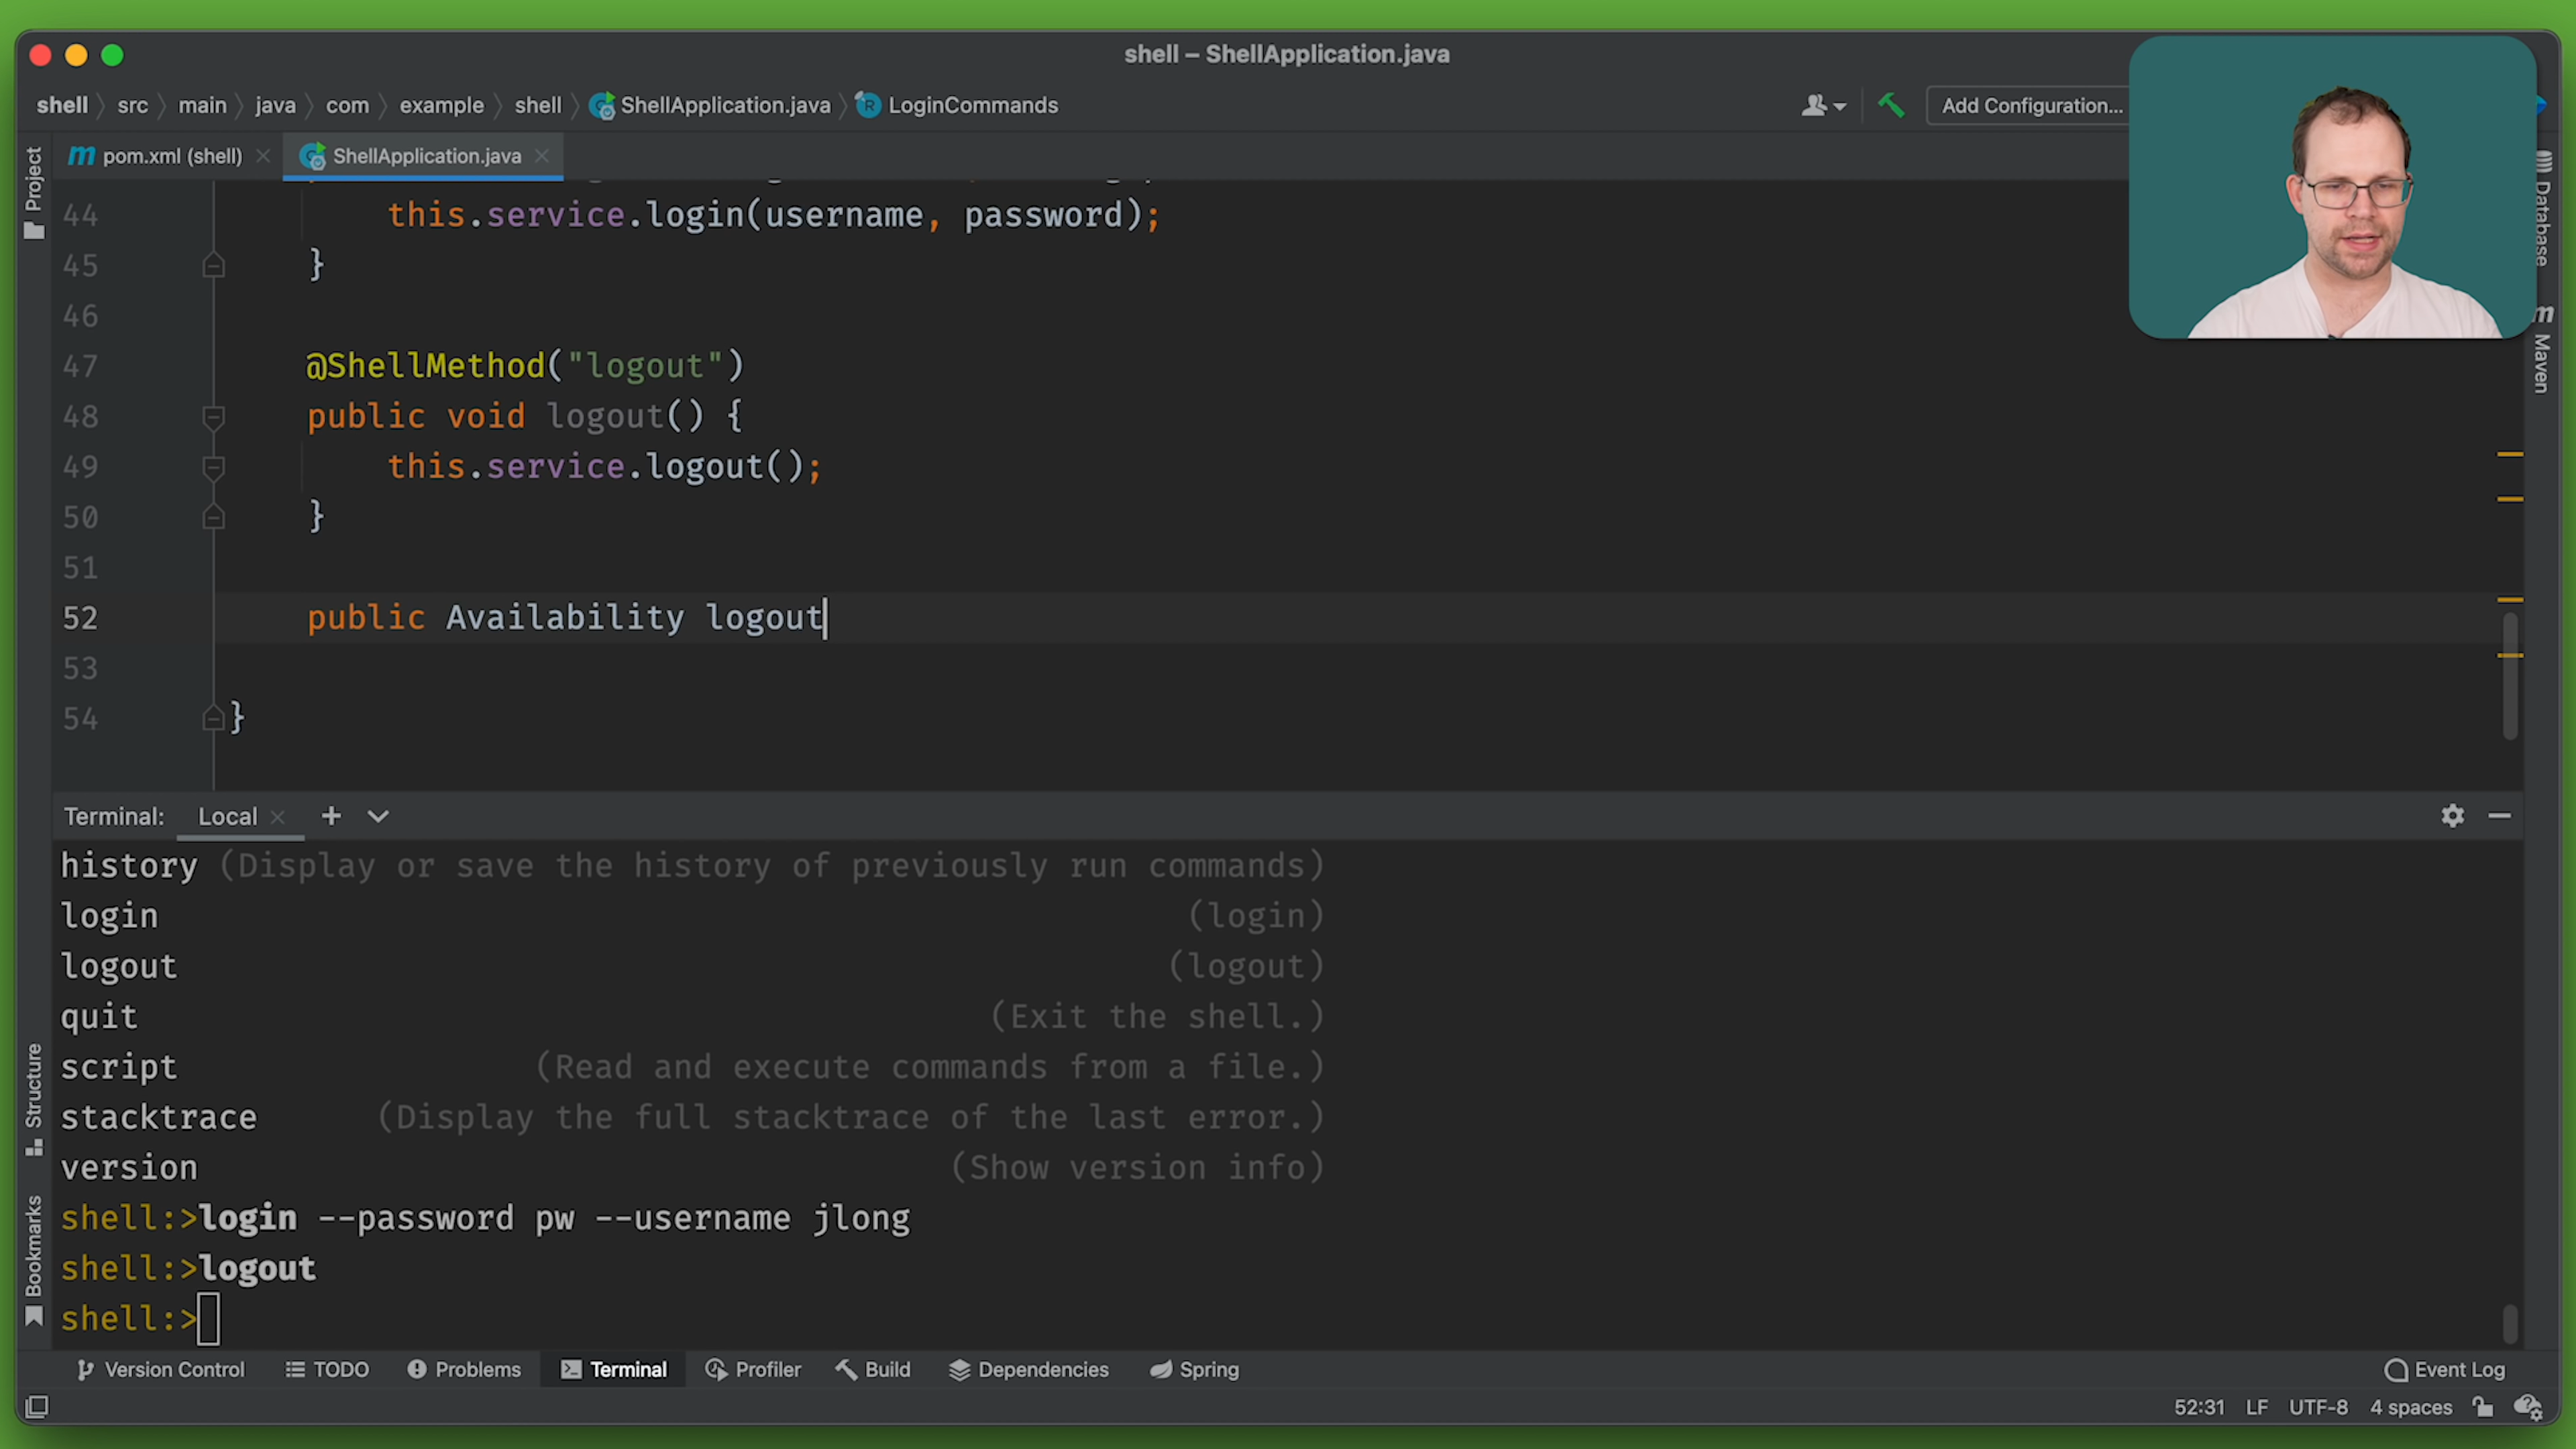 shell – ShellApplication.java
shell src main java com example shell ShellApplication.java LoginCommands
Add Configuration...
pom.xml (shell) ShellApplication.java
Project
Structure
Bookmarks
44 this.service.login(username, password);
45 }
46
47 @ShellMethod("logout")
48 public void logout() {
49 this.service.logout();
50 }
51
52 public Availability logout
53
54 }
Database
Maven
Terminal: Local
history (Display or save the history of previously run commands)
login (login)
logout (logout)
quit (Exit the shell.)
script (Read and execute commands from a file.)
stacktrace (Display the full stacktrace of the last error.)
version (Show version info)
shell:>login --password pw --username jlong
shell:>logout
shell:>
Version Control TODO Problems Terminal Profiler Build Dependencies Spring Event Log
52:31 LF UTF-8 4 spaces